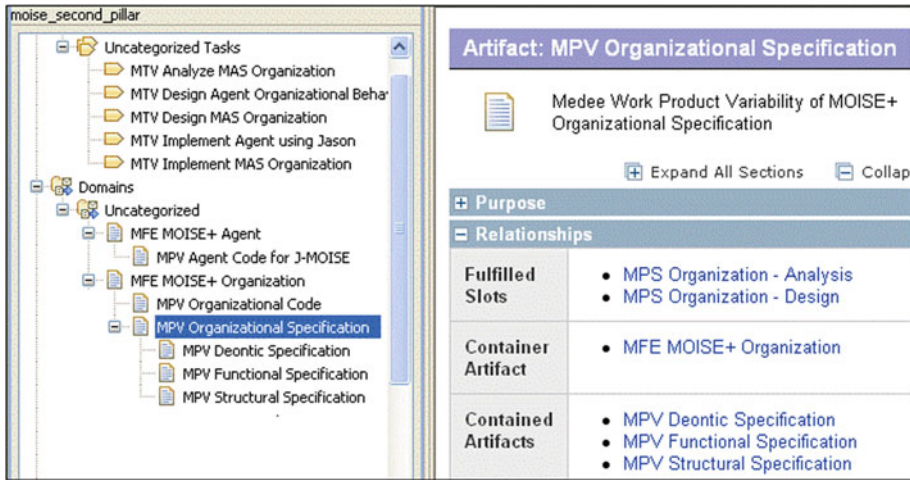 moise_second_pillar
Uncategorized Tasks
MTV Analyze MAS Organization
MTV Design Agent Organizational Beha
MTV Design MAS Organization
MTV Implement Agent using Jason
MTV Implement MAS Organization
Domains
Uncategorized
MFE MOISE+ Agent
MPV Agent Code for J-MOISE
MFE MOISE+ Organization
MPV Organizational Code
MPV Organizational Specification
MPV Deontic Specification
MPV Functional Specification
MPV Structural Specification
Artifact: MPV Organizational Specification
Medee Work Product Variability of MOISE+
Organizational Specification
Expand All Sections Collap
Purpose
Relationships
Fulfilled
Slots
MPS Organization - Analysis
MPS Organization - Design
Container
Artifact
MFE MOISE+ Organization
Contained
Artifacts
MPV Deontic Specification
MPV Functional Specification
MPV Structural Specification